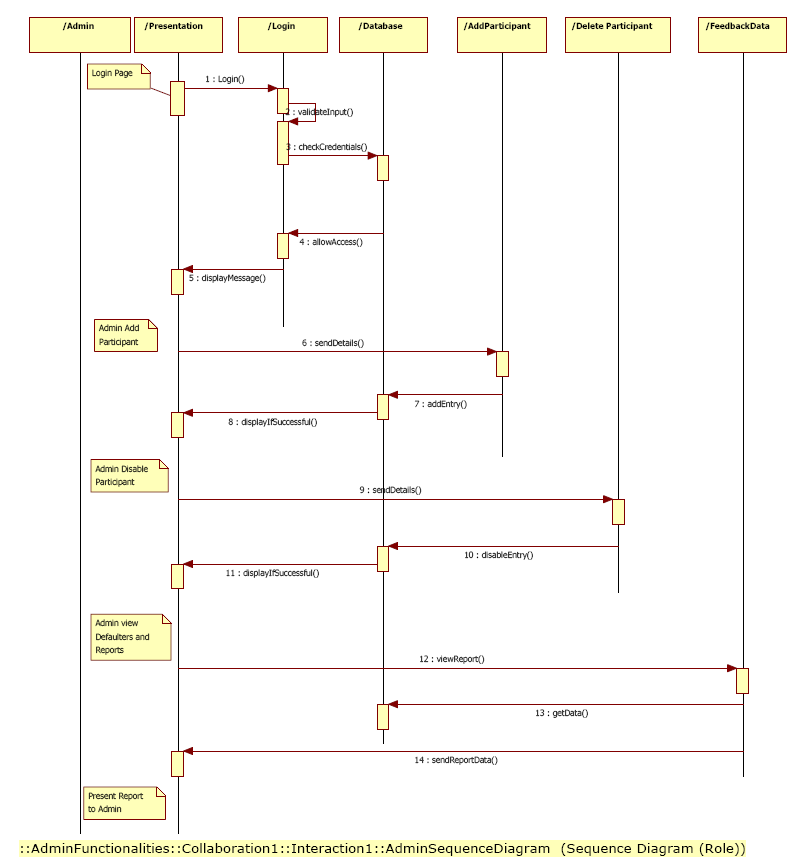 /Admin
/Presentation
/Login
/Database
/AddParticipant
/Delete Participant
/FeedbackData
Login Page
1 : Login()
2 : validateInput()
3 : checkCredentials()
4 : allowAccess()
5 : displayMessage()
Admin Add
Participant
6 : sendDetails()
7 : addEntry()
8 : displayIfSuccessful()
Admin Disable
Participant
9 : sendDetails()
10 : disableEntry()
11 : displayIfSuccessful()
Admin view
Defaulters and
Reports
12 : viewReport()
13 : getData()
14 : sendReportData()
Present Report
to Admin
::AdminFunctionalities::Collaboration1::Interaction1::AdminSequenceDiagram (Sequence Diagram (Role))